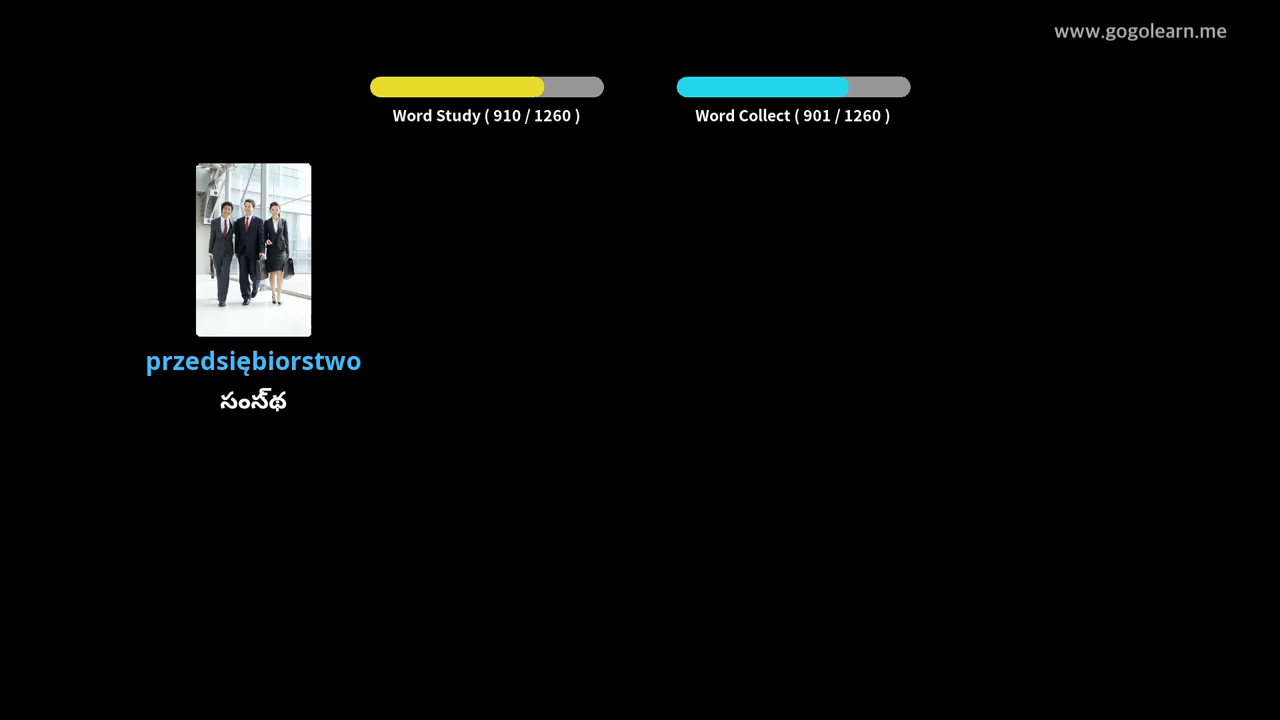 www.gogolearn.me
Word Study ( 910 / 1260 )
Word Collect ( 901 / 1260 )
przedsiębiorstwo
సంస్థ